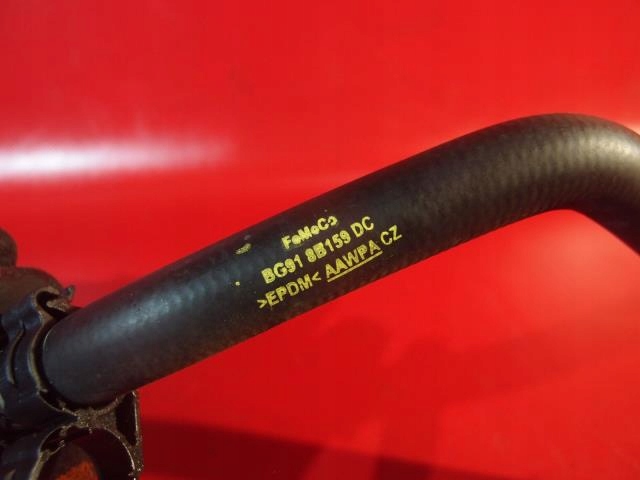 FoMoCo
BG91 8B159 DC
>EPDM< AAWPA CZ